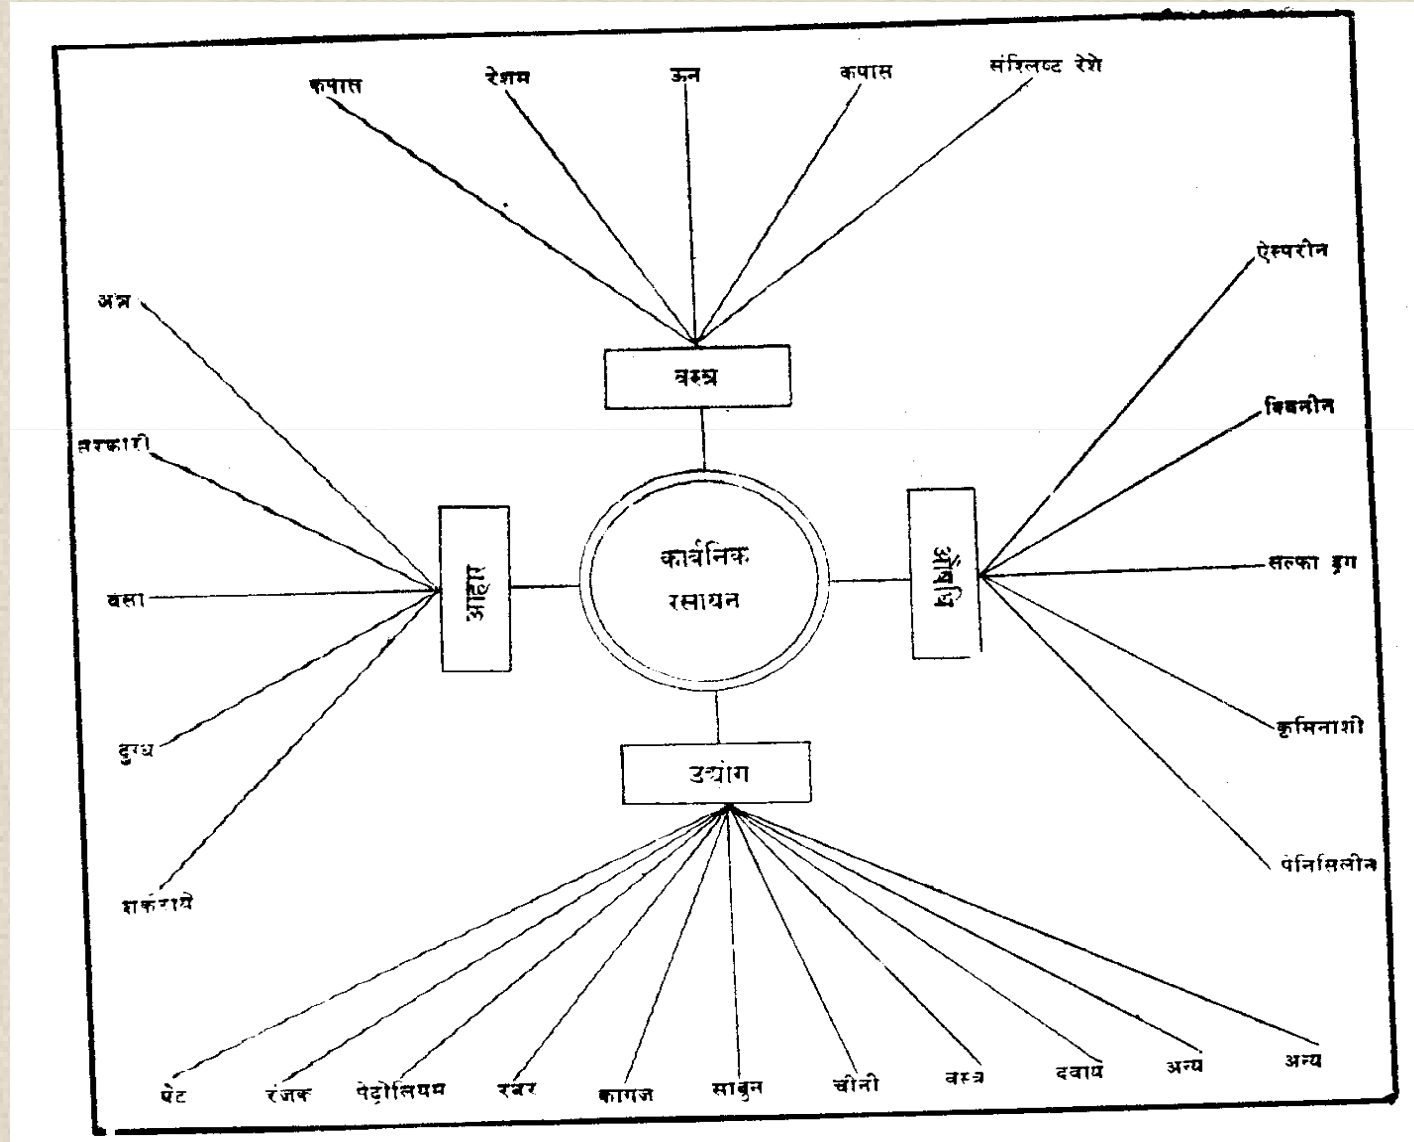 कपास
रेशम
ऊन
कपास
संश्लिष्ट रेशे
वस्त्र
अन्न
तरकारी
वसा
दुग्ध
शर्कराये
आहार
कार्बनिक
रसायन
औषधि
ऐस्परीन
क्विनीन
सल्फा ड्रग
कृमिनाशी
पेनिसिलीन
उद्योग
पेंट
रंजक
पेट्रोलियम
रबर
कागज
साबुन
चीनी
वस्त्र
दवाय
अन्य
अन्य